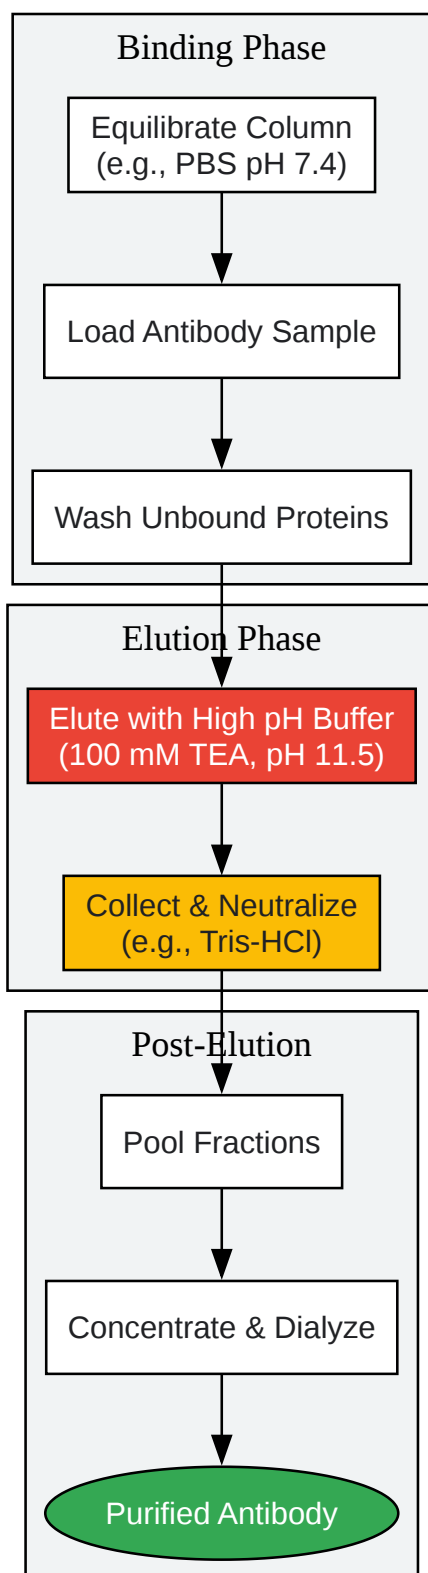 Binding Phase
Equilibrate Column
(e.g., PBS pH 7.4)
Load Antibody Sample
Wash Unbound Proteins
Elution Phase
Elute with High pH Buffer
(100 mM TEA, pH 11.5)
Collect & Neutralize
(e.g., Tris-HCl)
Post-Elution
Pool Fractions
Concentrate & Dialyze
Purified Antibody